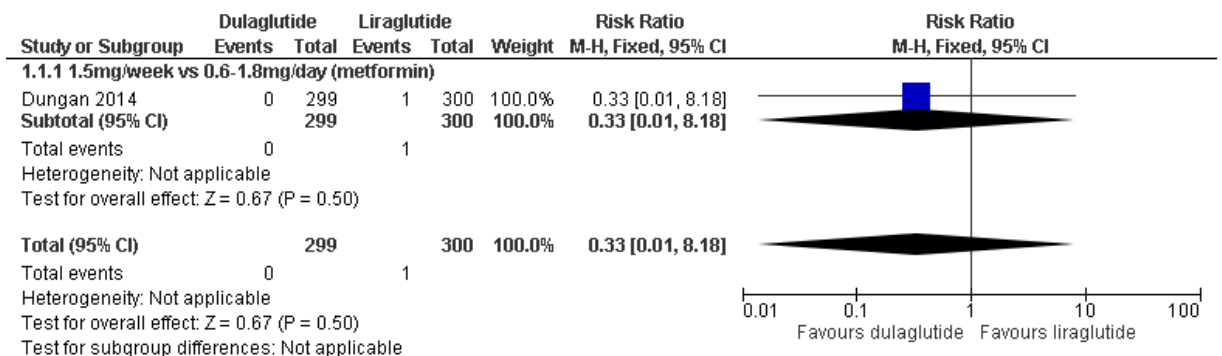 Dulaglutide Liraglutide Risk Ratio Risk Ratio
Study or Subgroup Events Total Events Total Weight M-H, Fixed, 95% CI M-H, Fixed, 95% CI
1.1.1 1.5mg/week vs 0.6-1.8mg/day (metformin)
Dungan 2014 0 299 1 300 100.0% 0.33 [0.01, 8.18]
Subtotal (95% CI) 299 300 100.0% 0.33 [0.01, 8.18]
Total events 0 1
Heterogeneity: Not applicable
Test for overall effect: Z = 0.67 (P = 0.50)
Total (95% CI) 299 300 100.0% 0.33 [0.01, 8.18]
Total events 0 1
Heterogeneity: Not applicable
Test for overall effect: Z = 0.67 (P = 0.50)
Test for subgroup differences: Not applicable
0.01 0.1 1 10 100
Favours dulaglutide Favours liraglutide